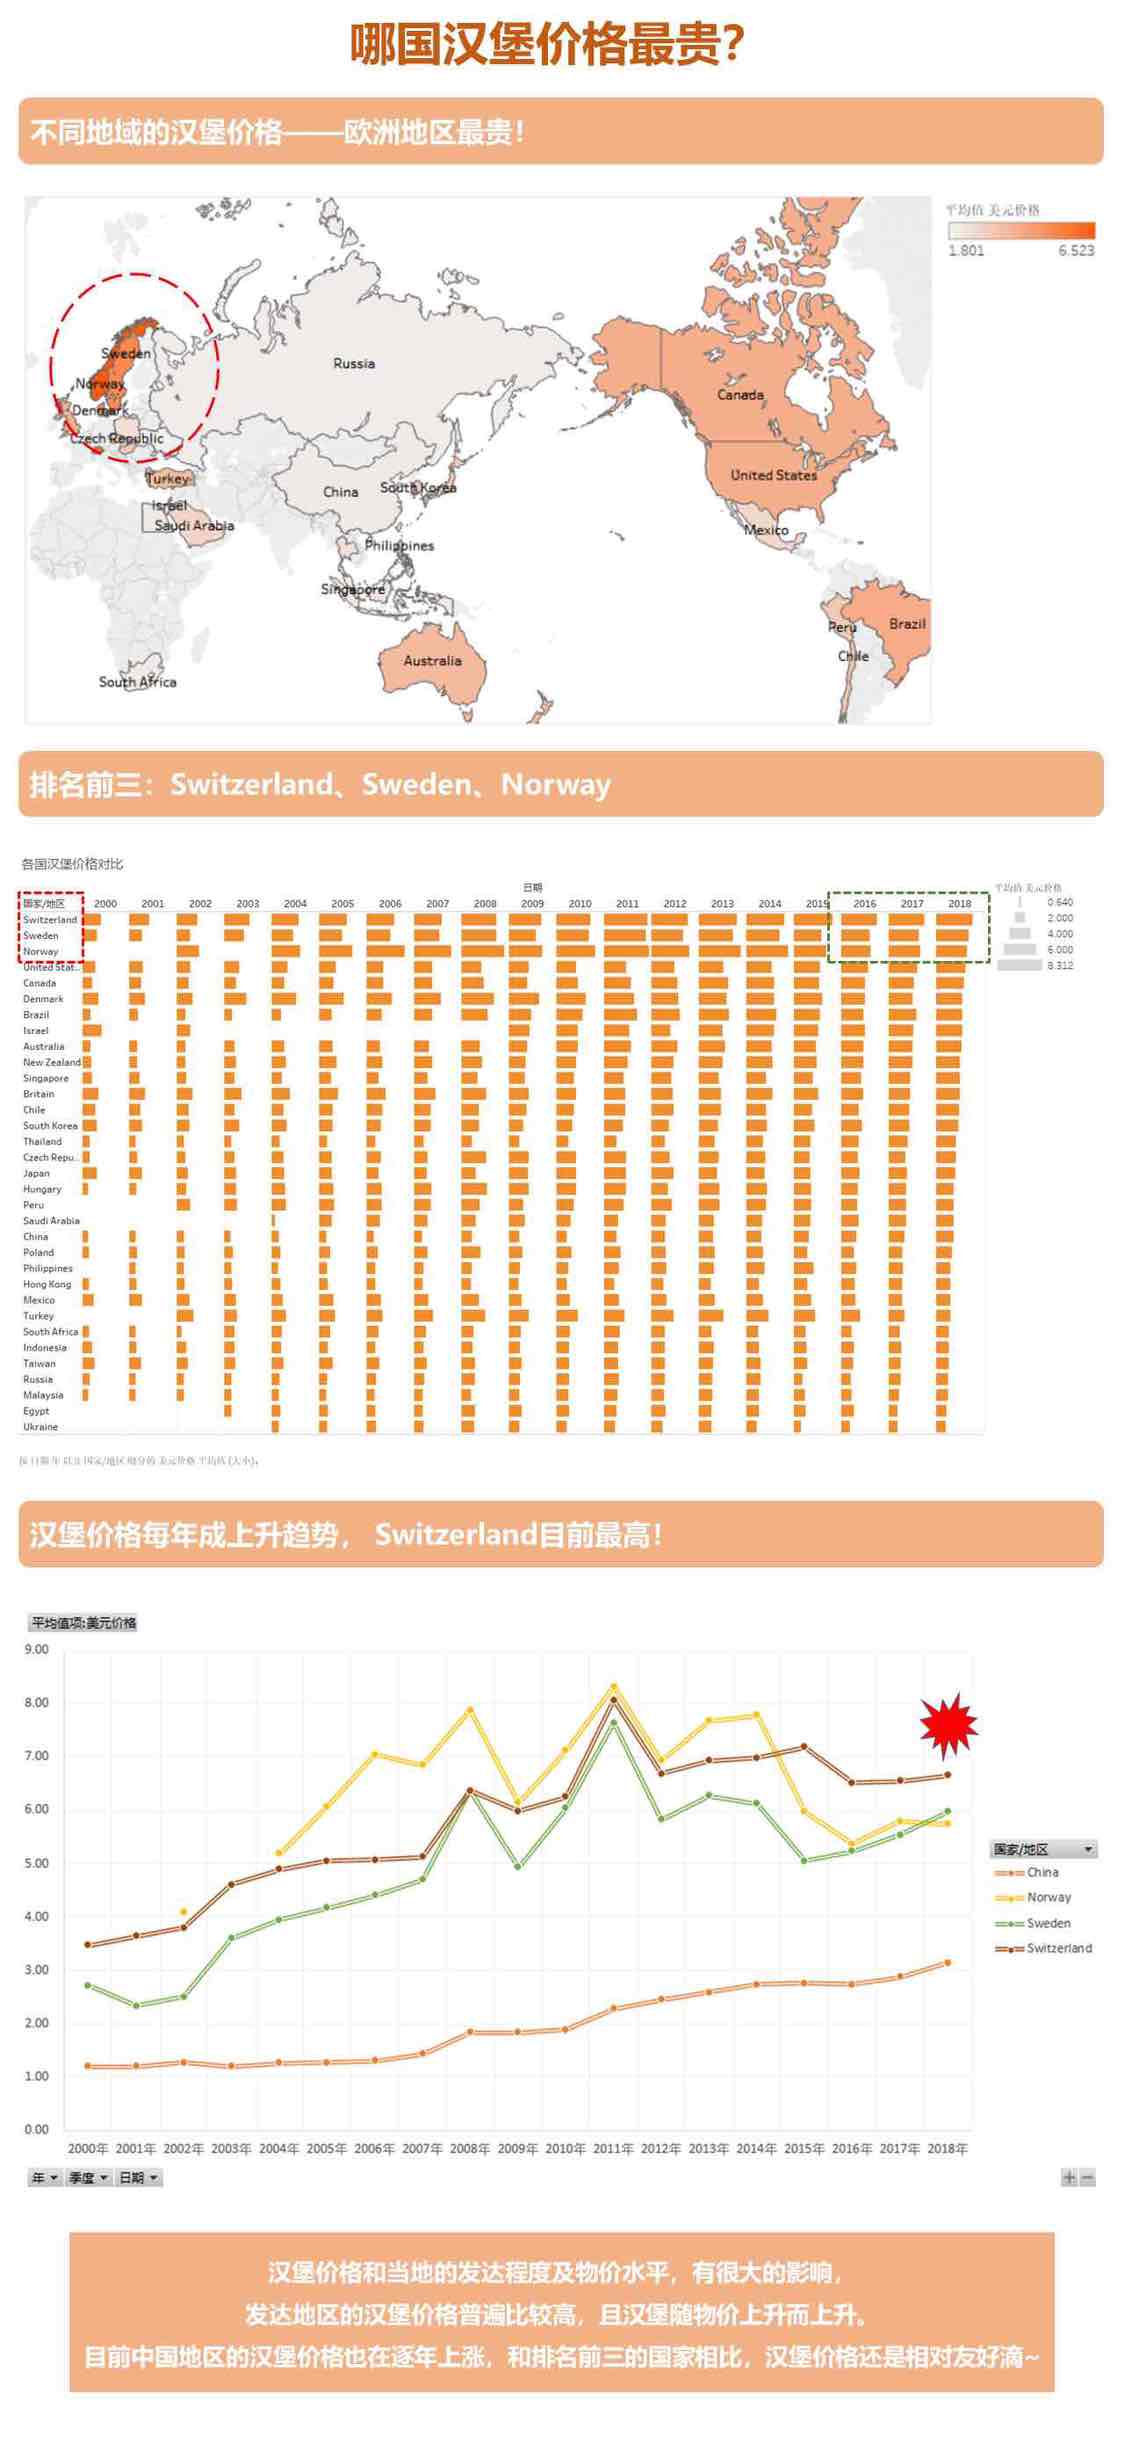 哪国汉堡价格最贵?
不同地域的汉堡价格——欧洲地区最贵!
平均值 美元价格
1.801 6.523
Sweden
Norway
Denmark
Czech Republic
Russia
Canada
Turkey
United States
South Korea
China
Israel
Saudi Arabia
Mexico
Philippines
Singapore
Peru
Brazil
Australia
Chile
South Africa
排名前三：Switzerland、Sweden、Norway
各国汉堡价格对比
日期
平均值 美元价格
国家/地区 2000 2001 2002 2003 2004 2005 2006 2007 2008 2009 2010 2011 2012 2013 2014 2015 2016 2017 2018
0.640
2.000
4.000
6.000
8.312
Switzerland
Sweden
Norway
United Stat..
Canada
Denmark
Brazil
Israel
Australia
New Zealand
Singapore
Britain
Chile
South Korea
Thailand
Czech Repu..
Japan
Hungary
Peru
Saudi Arabia
China
Poland
Philippines
Hong Kong
Mexico
Turkey
South Africa
Indonesia
Taiwan
Russia
Malaysia
Egypt
Ukraine
按 日期 年 以及 国家/地区 细分的 美元价格 平均值 (大小)。
汉堡价格每年成上升趋势， Switzerland目前最高!
平均值项:美元价格
9.00
8.00
7.00
6.00
5.00
4.00
3.00
2.00
1.00
0.00
国家/地区
China
Norway
Sweden
Switzerland
2000年 2001年 2002年 2003年 2004年 2005年 2006年 2007年 2008年 2009年 2010年 2011年 2012年 2013年 2014年 2015年 2016年 2017年 2018年
年 季度 日期
汉堡价格和当地的发达程度及物价水平，有很大的影响，
发达地区的汉堡价格普遍比较高，且汉堡随物价上升而上升。
目前中国地区的汉堡价格也在逐年上涨，和排名前三的国家相比，汉堡价格还是相对友好滴~